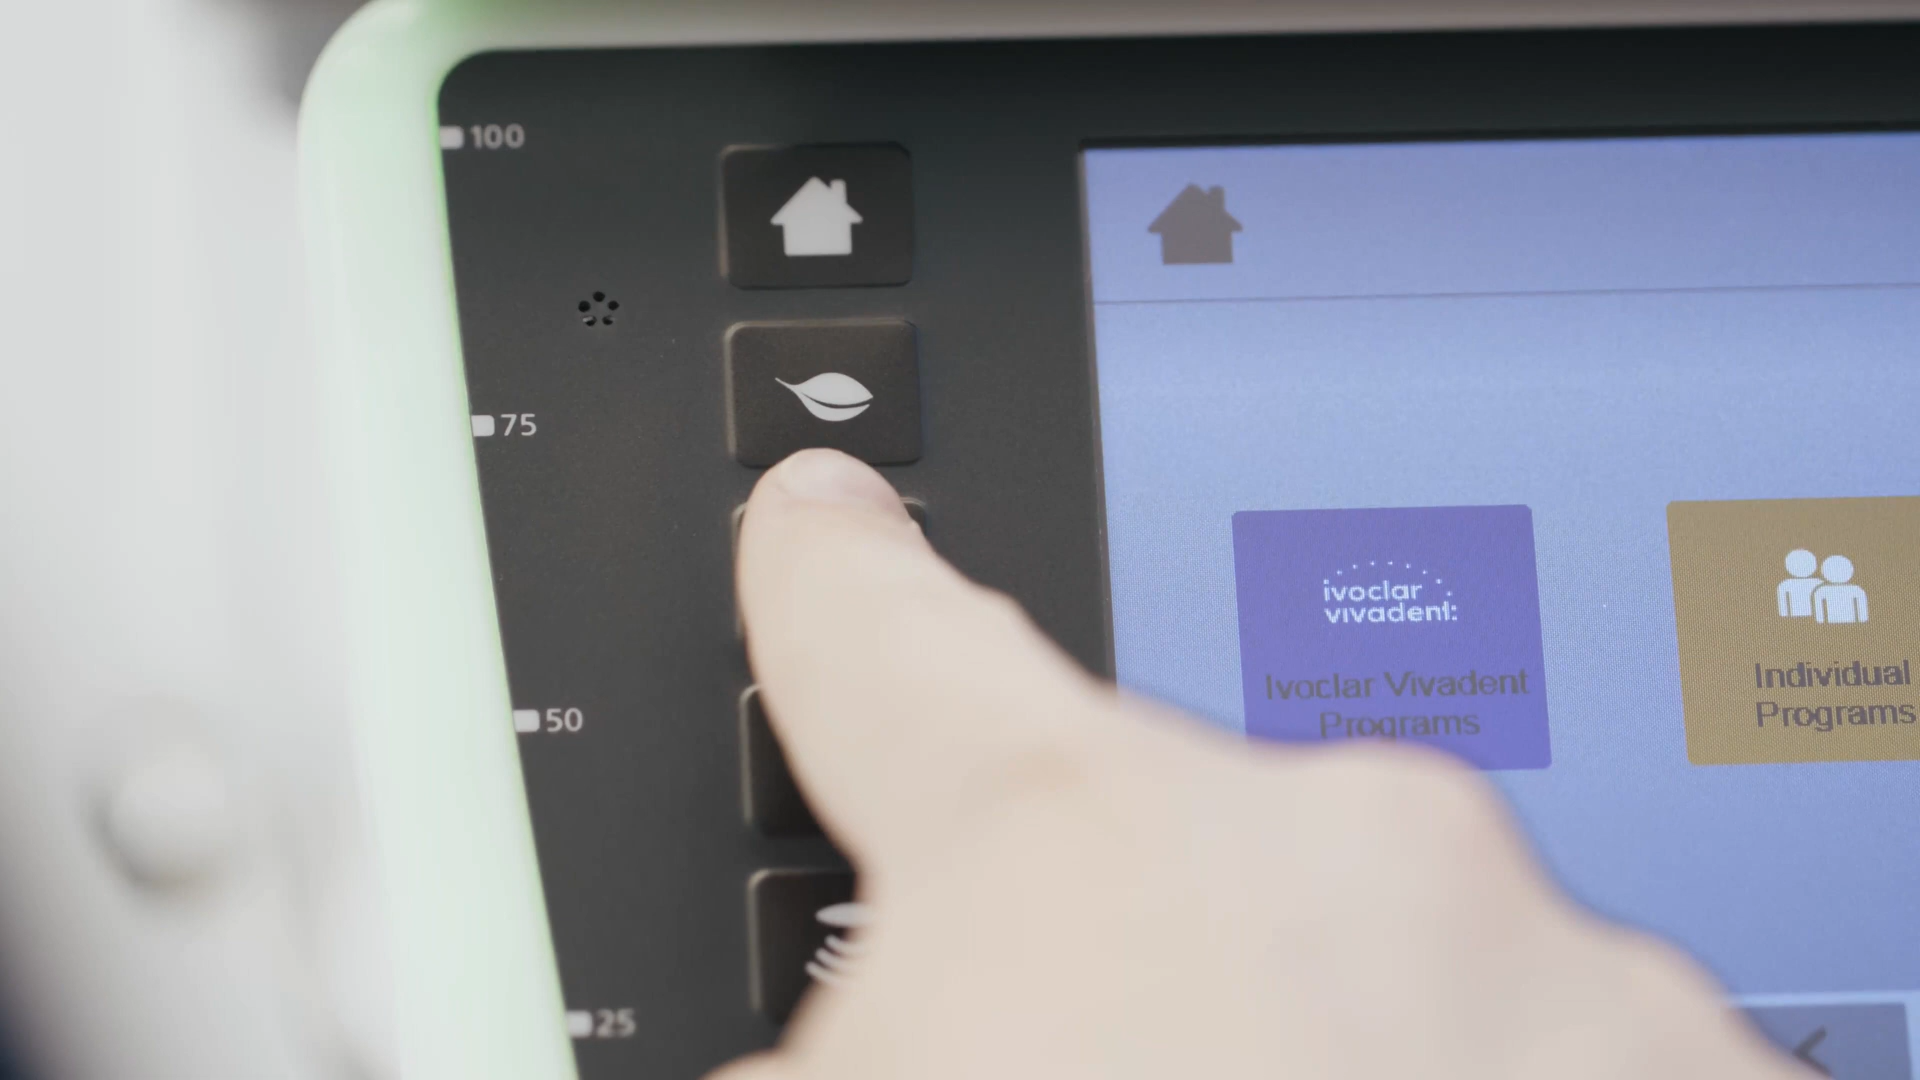 100
75
50
25
ivoclar
vivadent:
Ivoclar Vivadent
Programs
Individual
Programs